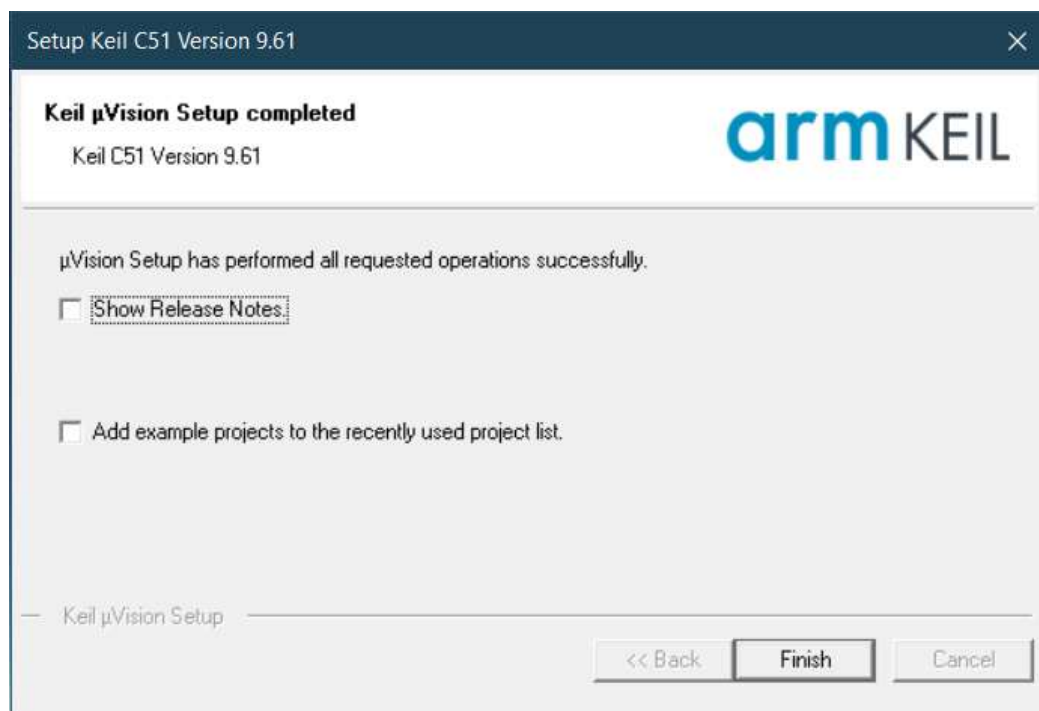 Setup Keil C51 Version 9.61
Keil µVision Setup completed
Keil C51 Version 9.61
arm KEIL
µVision Setup has performed all requested operations successfully.
Show Release Notes.
Add example projects to the recently used project list.
Keil µVision Setup
<< Back
Finish
Cancel